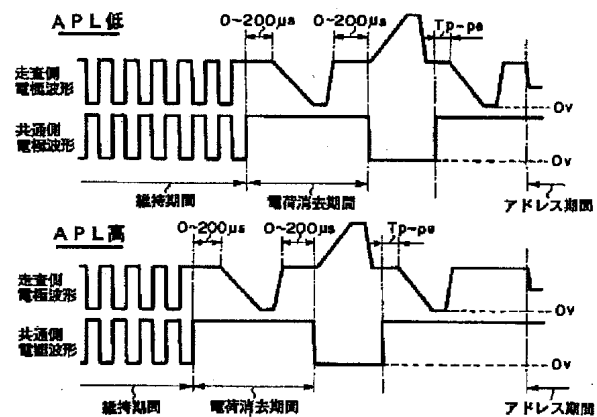 APL低
0~200μs 0~200μs Tp-pe
走査側
電極波形
0v
共通側
電極波形
0v
維持期間 電荷消去期間 アドレス期間
APL高
0~200μs 0~200μs Tp-pe
走査側
電極波形
0v
共通側
電極波形
0v
維持期間 電荷消去期間 アドレス期間